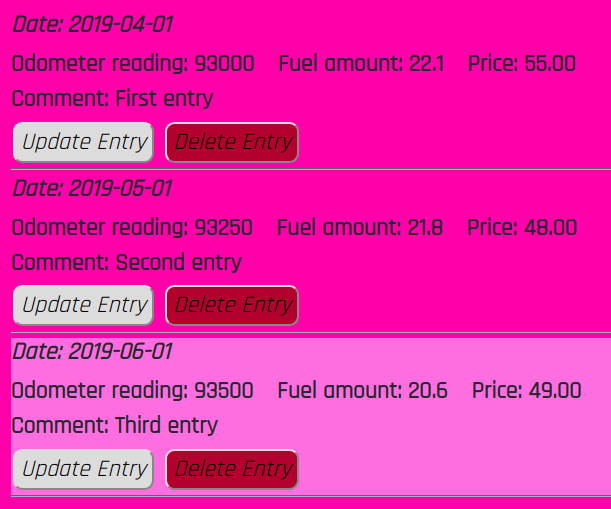 Date: 2019-04-01
Odometer reading: 93000 Fuel amount: 22.1 Price: 55.00
Comment: First entry
Update Entry Delete Entry
Date: 2019-05-01
Odometer reading: 93250 Fuel amount: 21.8 Price: 48.00
Comment: Second entry
Update Entry Delete Entry
Date: 2019-06-01
Odometer reading: 93500 Fuel amount: 20.6 Price: 49.00
Comment: Third entry
Update Entry Delete Entry